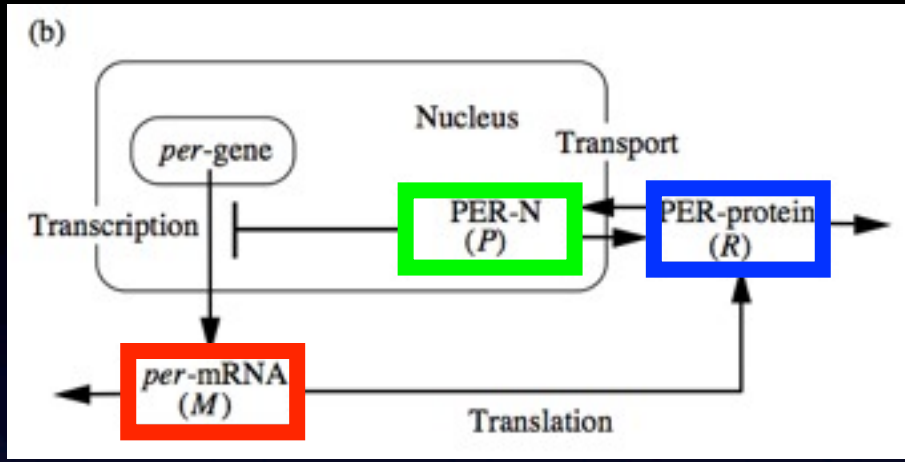 (b)
Nucleus
per-gene
Transport
Transcription
PER-N
(P)
PER-protein
(R)
per-mRNA
(M)
Translation